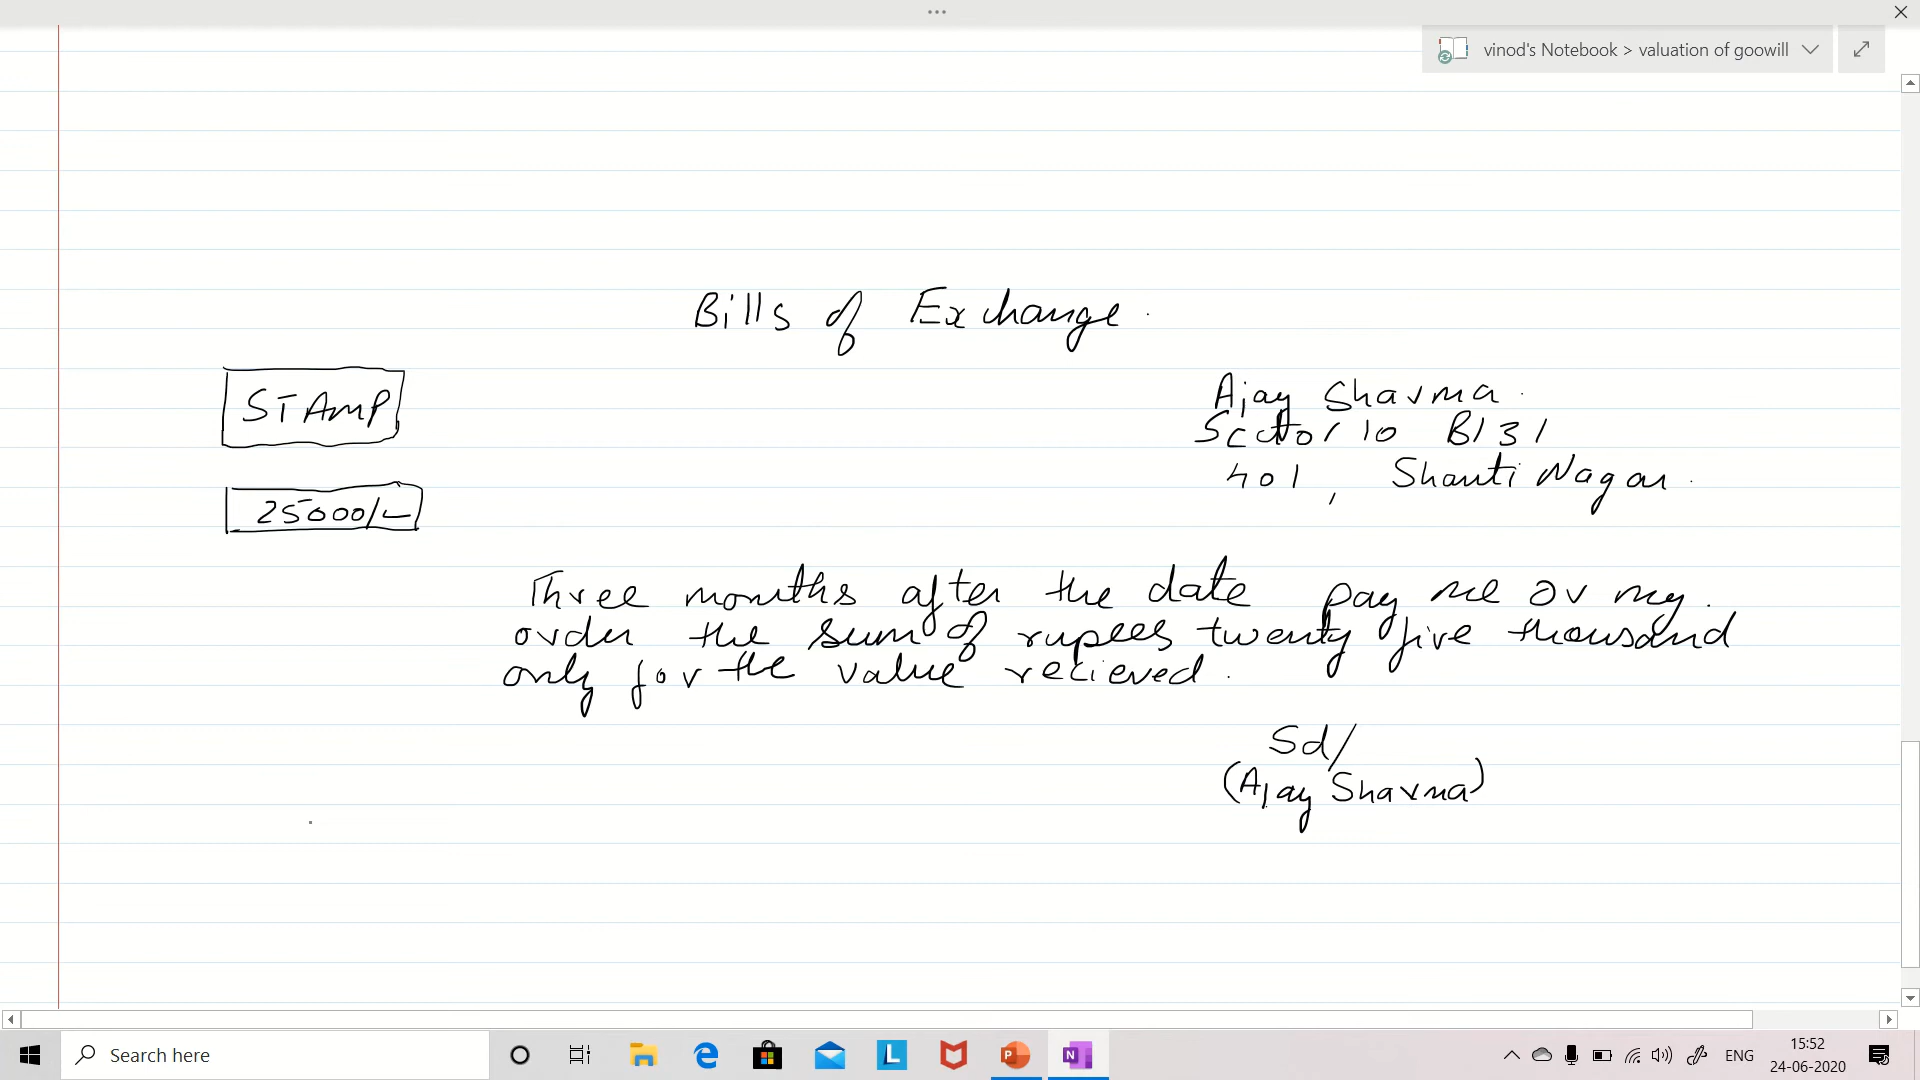 vinod's Notebook > valuation of goowill
Bills of Exchange.
STAMP
Ajay Sharma.
Sector 10 B131
401, Shanti Nagar.
25000/-
Three months after the date pay me or my.
order the sum of rupees twenty five thousand
only for the value recieved.
Sd/
(Ajay Sharma)
Search here
ENG
15:52
24-06-2020